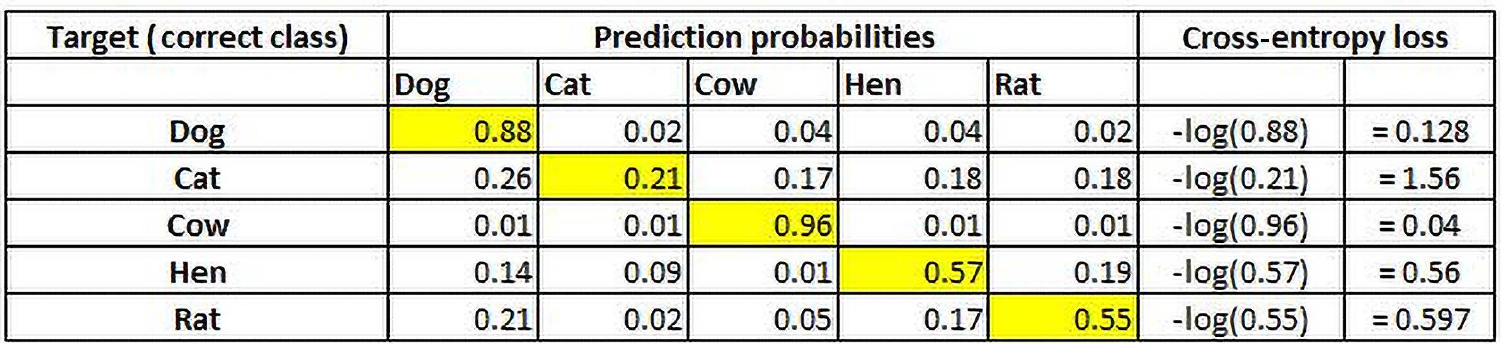 Target (correct class) Prediction probabilities Cross-entropy loss
Dog Cat Cow Hen Rat
Dog 0.88 0.02 0.04 0.04 0.02 -log(0.88) = 0.128
Cat 0.26 0.21 0.17 0.18 0.18 -log(0.21) = 1.56
Cow 0.01 0.01 0.96 0.01 0.01 -log(0.96) = 0.04
Hen 0.14 0.09 0.01 0.57 0.19 -log(0.57) = 0.56
Rat 0.21 0.02 0.05 0.17 0.55 -log(0.55) = 0.597